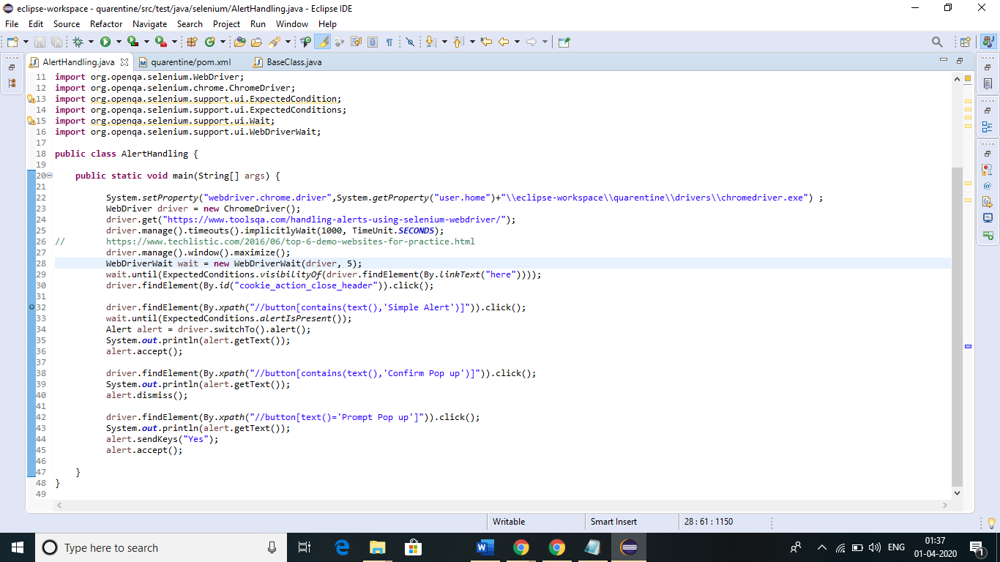 eclipse-workspace - quarentine/src/test/java/selenium/AlertHandling.java - Eclipse IDE
File Edit Source Refactor Navigate Search Project Run Window Help
AlertHandling.java quarentine/pom.xml BaseClass.java
11 import org.openqa.selenium.WebDriver;
12 import org.openqa.selenium.chrome.ChromeDriver;
13 import org.openqa.selenium.support.ui.ExpectedCondition;
14 import org.openqa.selenium.support.ui.ExpectedConditions;
15 import org.openqa.selenium.support.ui.Wait;
16 import org.openqa.selenium.support.ui.WebDriverWait;
17
18 public class AlertHandling {
19
20 public static void main(String[] args) {
21
22 System.setProperty("webdriver.chrome.driver",System.getProperty("user.home")+"\\eclipse-workspace\\quarentine\\drivers\\chromedriver.exe") ;
23 WebDriver driver = new ChromeDriver();
24 driver.get("https://www.toolsqa.com/handling-alerts-using-selenium-webdriver/");
25 driver.manage().timeouts().implicitlyWait(1000, TimeUnit.SECONDS);
26 // https://www.techlistic.com/2016/06/top-6-demo-websites-for-practice.html
27 driver.manage().window().maximize();
28 WebDriverWait wait = new WebDriverWait(driver, 5);
29 wait.until(ExpectedConditions.visibilityOf(driver.findElement(By.linkText("here"))));
30 driver.findElement(By.id("cookie_action_close_header")).click();
31
32 driver.findElement(By.xpath("//button[contains(text(),'Simple Alert')]")).click();
33 wait.until(ExpectedConditions.alertIsPresent());
34 Alert alert = driver.switchTo().alert();
35 System.out.println(alert.getText());
36 alert.accept();
37
38 driver.findElement(By.xpath("//button[contains(text(),'Confirm Pop up')]")).click();
39 System.out.println(alert.getText());
40 alert.dismiss();
41
42 driver.findElement(By.xpath("//button[text()='Prompt Pop up']")).click();
43 System.out.println(alert.getText());
44 alert.sendKeys("Yes");
45 alert.accept();
46
47 }
48 }
49
Writable Smart Insert 28 : 61 : 1150
Type here to search ENG 01:37
01-04-2020 1